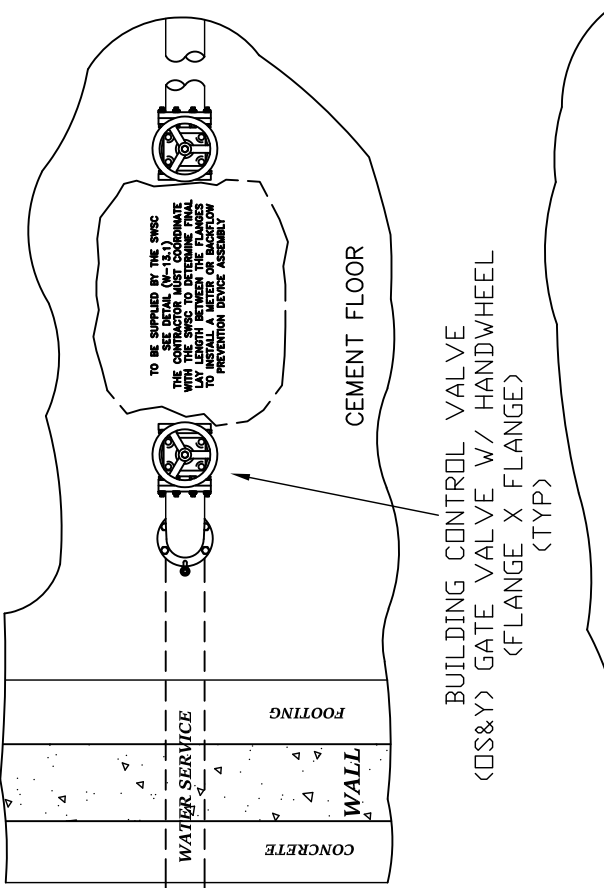 TO BE SUPPLIED BY THE SWSC
SEE DETAIL (W-13.1)
THE CONTRACTOR MUST COORDINATE
WITH THE SWSC TO DETERMINE FINAL
LAY LENGTH BETWEEN THE FLANGES
TO INSTALL A METER OR BACKFLOW
PREVENTION DEVICE ASSEMBLY
CEMENT FLOOR
BUILDING CONTROL VALVE
(OS&Y) GATE VALVE W/ HANDWHEEL
(FLANGE X FLANGE)
(TYP)
FOOTING
WATER SERVICE
WALL
CONCRETE